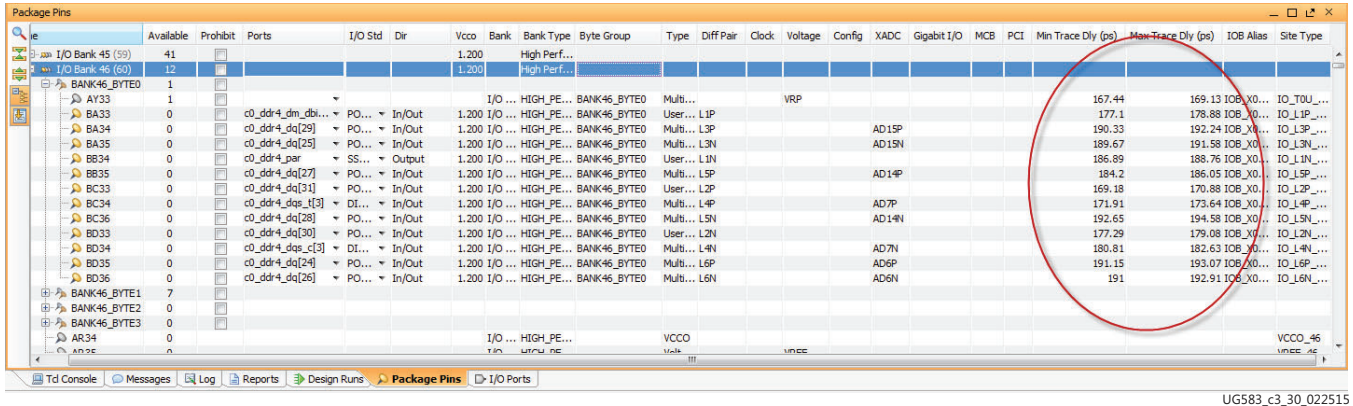 Package Pins
e Available Prohibit Ports I/O Std Dir Vcco Bank Bank Type Byte Group Type Diff Pair Clock Voltage Config XADC Gigabit I/O MCB PCI Min Trace Dly (ps) Max Trace Dly (ps) IOB Alias Site Type
I/O Bank 45 (59) 41 1.200 High Perf...
I/O Bank 46 (60) 12 1.200 High Perf...
BANK46_BYTE0 1
AY33 1 I/O ... HIGH_PE... BANK46_BYTE0 Multi... VRP 167.44 169.13 IOB_X0... IO_T0U_...
BA33 0 c0_ddr4_dm_dbi... PO... In/Out 1.200 I/O ... HIGH_PE... BANK46_BYTE0 User... L1P 177.1 178.88 IOB_X0... IO_L1P_...
BA34 0 c0_ddr4_dq[29] PO... In/Out 1.200 I/O ... HIGH_PE... BANK46_BYTE0 Multi... L3P AD15P 190.33 192.24 IOB_X0... IO_L3P_...
BA35 0 c0_ddr4_dq[25] PO... In/Out 1.200 I/O ... HIGH_PE... BANK46_BYTE0 Multi... L3N AD15N 189.67 191.58 IOB_X0... IO_L3N_...
BB34 0 c0_ddr4_par SS... Output 1.200 I/O ... HIGH_PE... BANK46_BYTE0 User... L1N 186.89 188.76 IOB_X0... IO_L1N_...
BB35 0 c0_ddr4_dq[27] PO... In/Out 1.200 I/O ... HIGH_PE... BANK46_BYTE0 Multi... L5P AD14P 184.2 186.05 IOB_X0... IO_L5P_...
BC33 0 c0_ddr4_dq[31] PO... In/Out 1.200 I/O ... HIGH_PE... BANK46_BYTE0 User... L2P 169.18 170.88 IOB_X0... IO_L2P_...
BC34 0 c0_ddr4_dqs_t[3] DI... In/Out 1.200 I/O ... HIGH_PE... BANK46_BYTE0 Multi... L4P AD7P 171.91 173.64 IOB_X0... IO_L4P_...
BC36 0 c0_ddr4_dq[28] PO... In/Out 1.200 I/O ... HIGH_PE... BANK46_BYTE0 Multi... L5N AD14N 192.65 194.58 IOB_X0... IO_L5N_...
BD33 0 c0_ddr4_dq[30] PO... In/Out 1.200 I/O ... HIGH_PE... BANK46_BYTE0 User... L2N 177.29 179.08 IOB_X0... IO_L2N_...
BD34 0 c0_ddr4_dqs_c[3] DI... In/Out 1.200 I/O ... HIGH_PE... BANK46_BYTE0 Multi... L4N AD7N 180.81 182.63 IOB_X0... IO_L4N_...
BD35 0 c0_ddr4_dq[24] PO... In/Out 1.200 I/O ... HIGH_PE... BANK46_BYTE0 Multi... L6P AD6P 191.15 193.07 IOB_X0... IO_L6P_...
BD36 0 c0_ddr4_dq[26] PO... In/Out 1.200 I/O ... HIGH_PE... BANK46_BYTE0 Multi... L6N AD6N 191 192.91 IOB_X0... IO_L6N_...
BANK46_BYTE1 7
BANK46_BYTE2 0
BANK46_BYTE3 0
AR34 0 I/O ... HIGH_PE... VCCO VCCO_46
Tcl Console Messages Log Reports Design Runs Package Pins I/O Ports
UG583_c3_30_022515